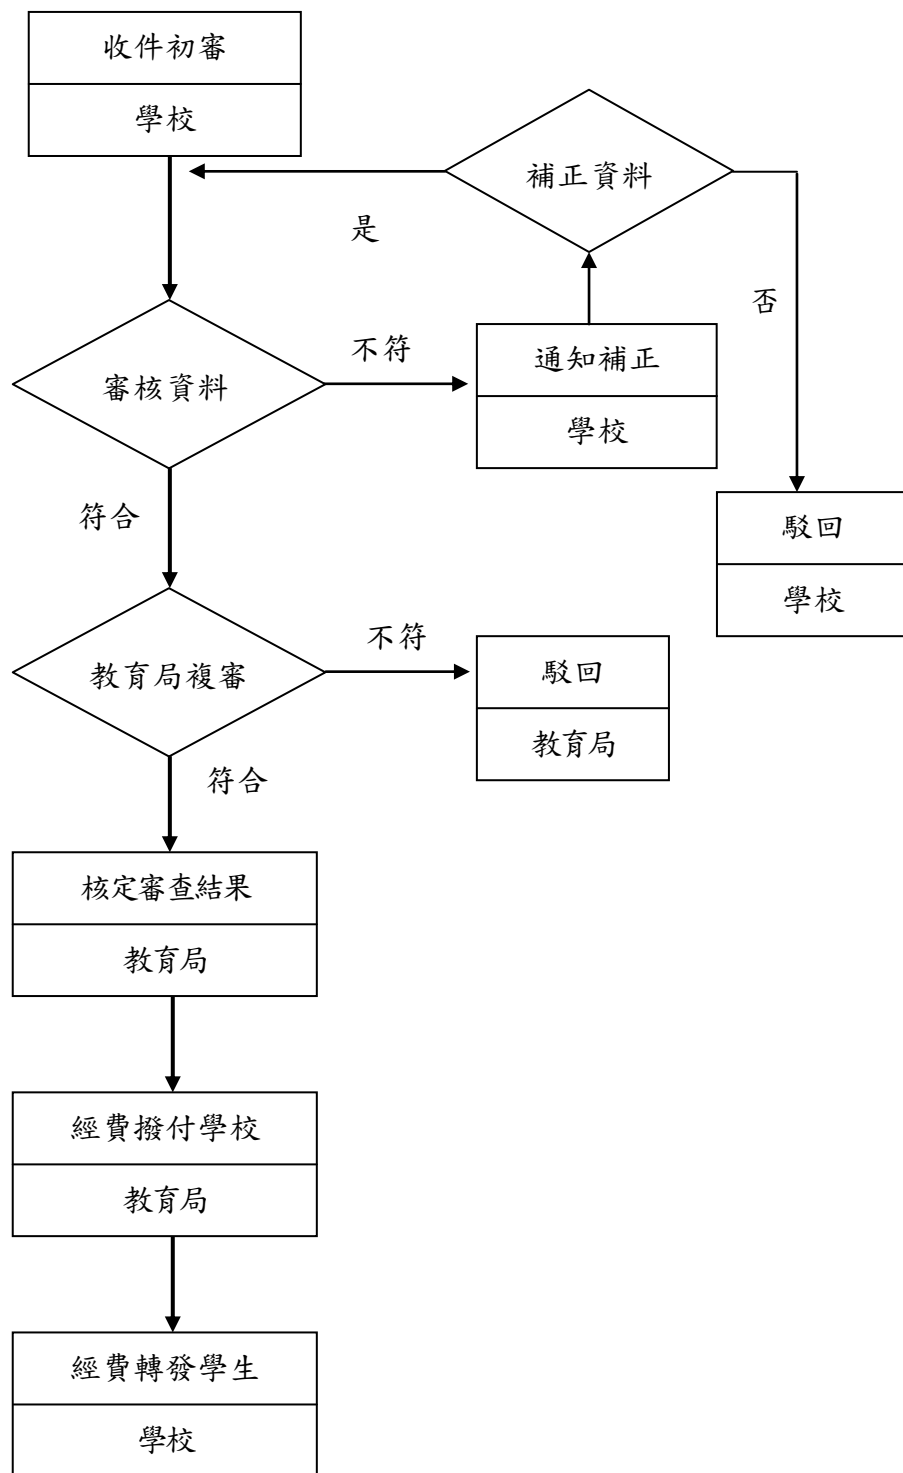 收件初審
學校
補正資料
是
否
不符
通知補正
審核資料
學校
符合
駁回
學校
不符
教育局複審
駁回
教育局
符合
核定審查結果
教育局
經費撥付學校
教育局
經費轉發學生
學校